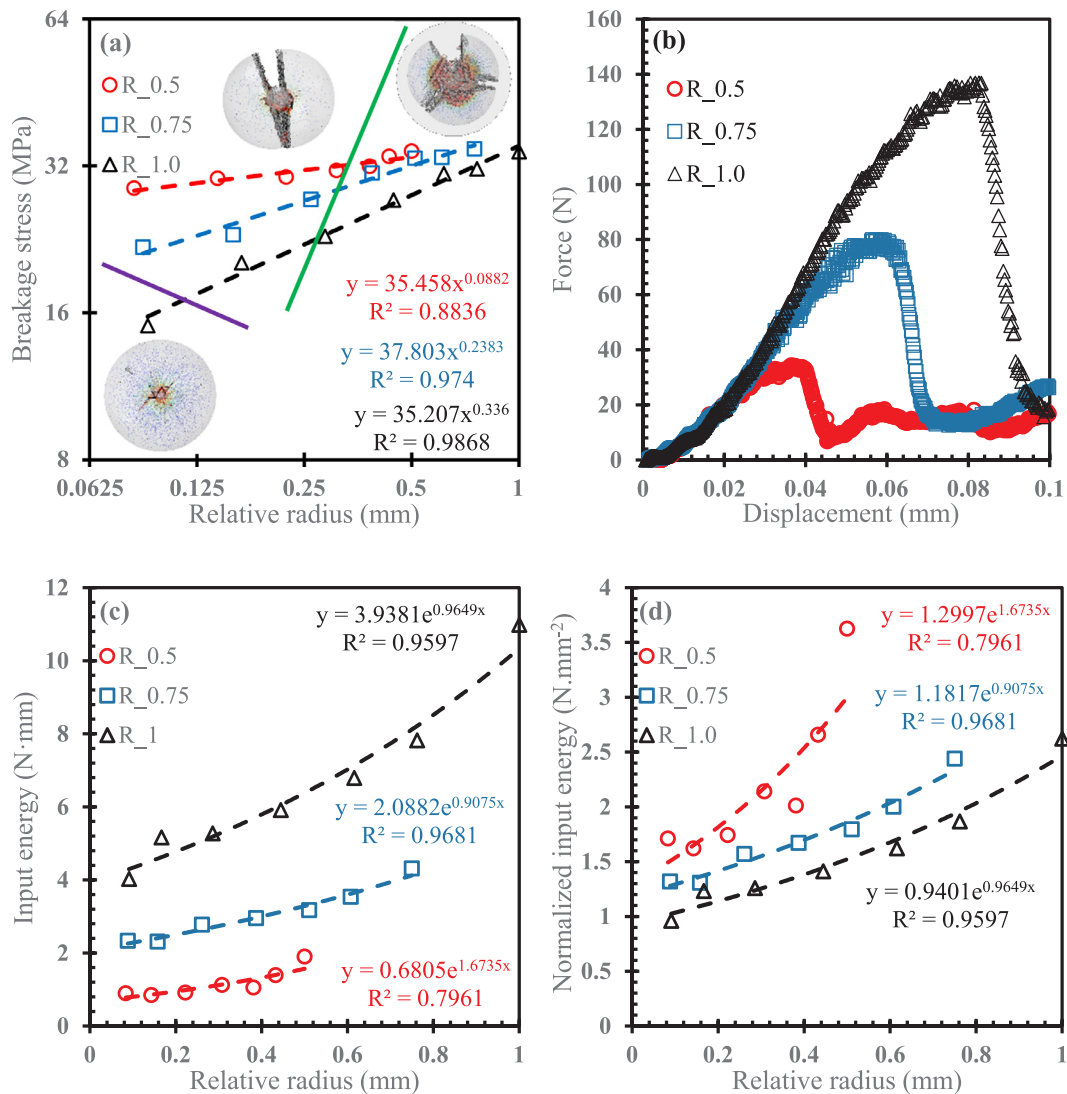 (a)
64
32
16
8
Breakage stress (MPa)
R_0.5
R_0.75
R_1.0
y = 35.458x^0.0882
R² = 0.8836
y = 37.803x^0.2383
R² = 0.974
y = 35.207x^0.336
R² = 0.9868
0.0625
0.125
0.25
0.5
1
Relative radius (mm)
(b)
160
140
120
100
80
60
40
20
0
Force (N)
R_0.5
R_0.75
R_1.0
0
0.02
0.04
0.06
0.08
0.1
Displacement (mm)
(c)
12
10
8
6
4
2
0
Input energy (N·mm)
R_0.5
R_0.75
R_1
y = 3.9381e^0.9649x
R² = 0.9597
y = 2.0882e^0.9075x
R² = 0.9681
y = 0.6805e^1.6735x
R² = 0.7961
0
0.2
0.4
0.6
0.8
1
Relative radius (mm)
(d)
4
3.5
3
2.5
2
1.5
1
0.5
0
Normalized input energy (N.mm⁻²)
R_0.5
R_0.75
R_1.0
y = 1.2997e^1.6735x
R² = 0.7961
y = 1.1817e^0.9075x
R² = 0.9681
y = 0.9401e^0.9649x
R² = 0.9597
0
0.2
0.4
0.6
0.8
1
Relative radius (mm)